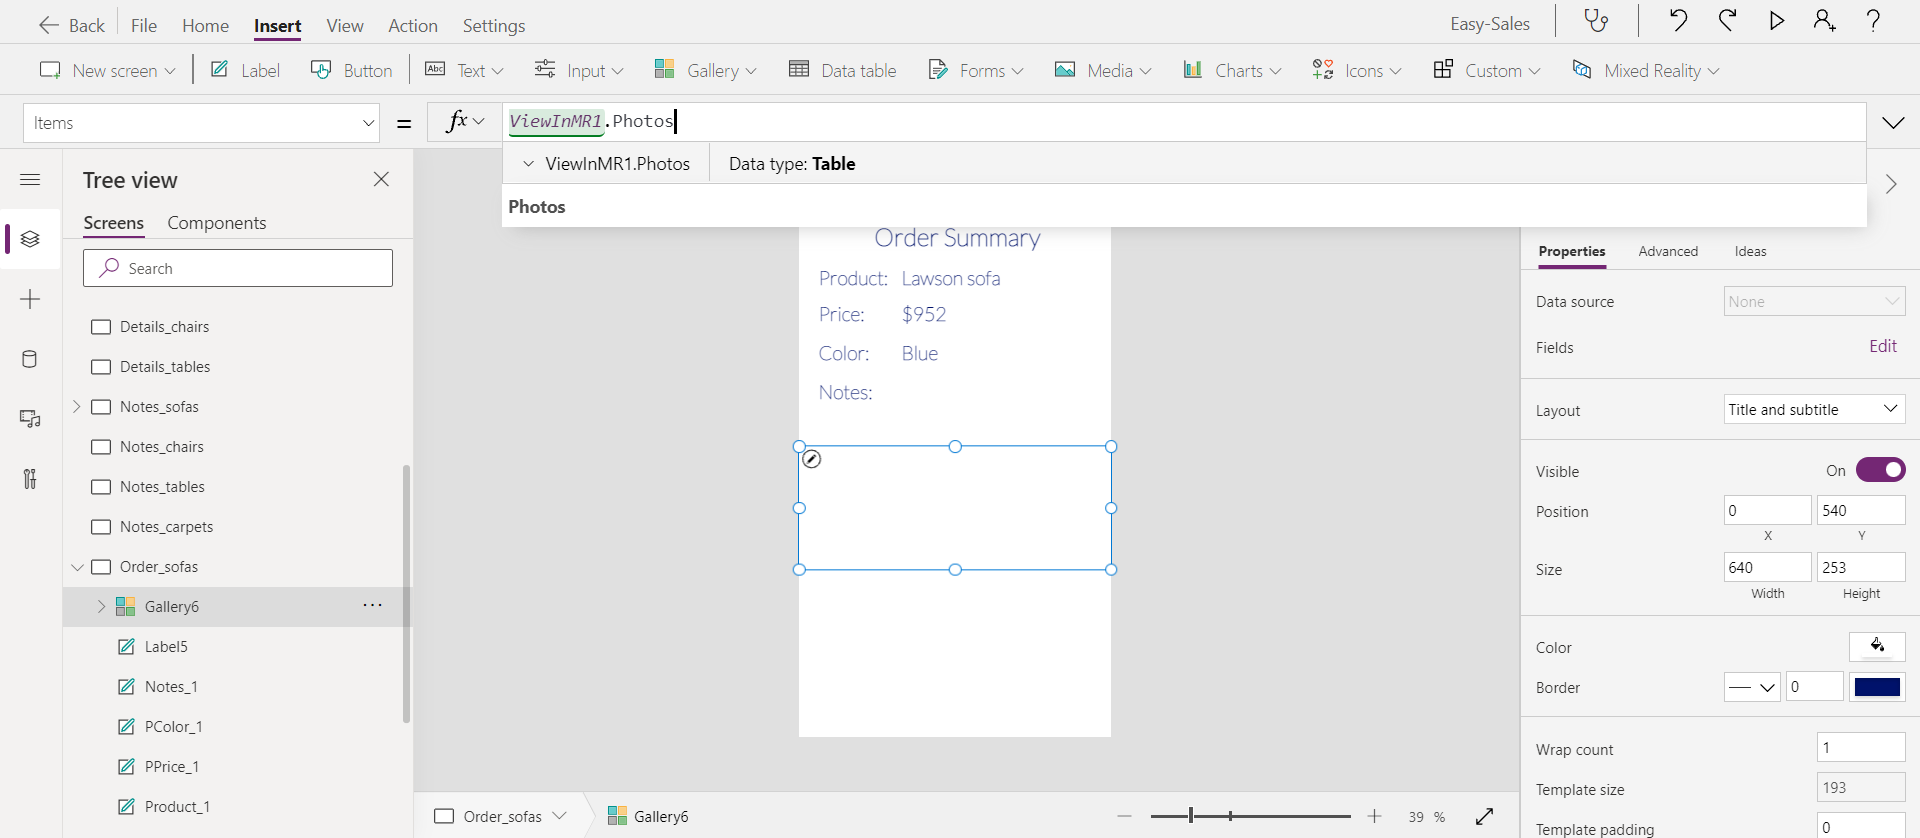 Back File Home Insert View Action Settings Easy-Sales ?
New screen Label Button Abc Text Input Gallery Data table Forms Media Charts Icons Custom Mixed Reality
Items = fx ViewInMR1.Photos
ViewInMR1.Photos Data type: Table
Photos
Tree view
Screens Components
Search
Details_chairs
Details_tables
Notes_sofas
Notes_chairs
Notes_tables
Notes_carpets
Order_sofas
Gallery6 ...
Label5
Notes_1
PColor_1
PPrice_1
Product_1
Order Summary
Product: Lawson sofa
Price: $952
Color: Blue
Notes:
Order_sofas Gallery6 39 %
Properties Advanced Ideas
Data source None
Fields Edit
Layout Title and subtitle
Visible On
Position 0 540
X Y
Size 640 253
Width Height
Color
Border 0
Wrap count 1
Template size 193
Template padding 0